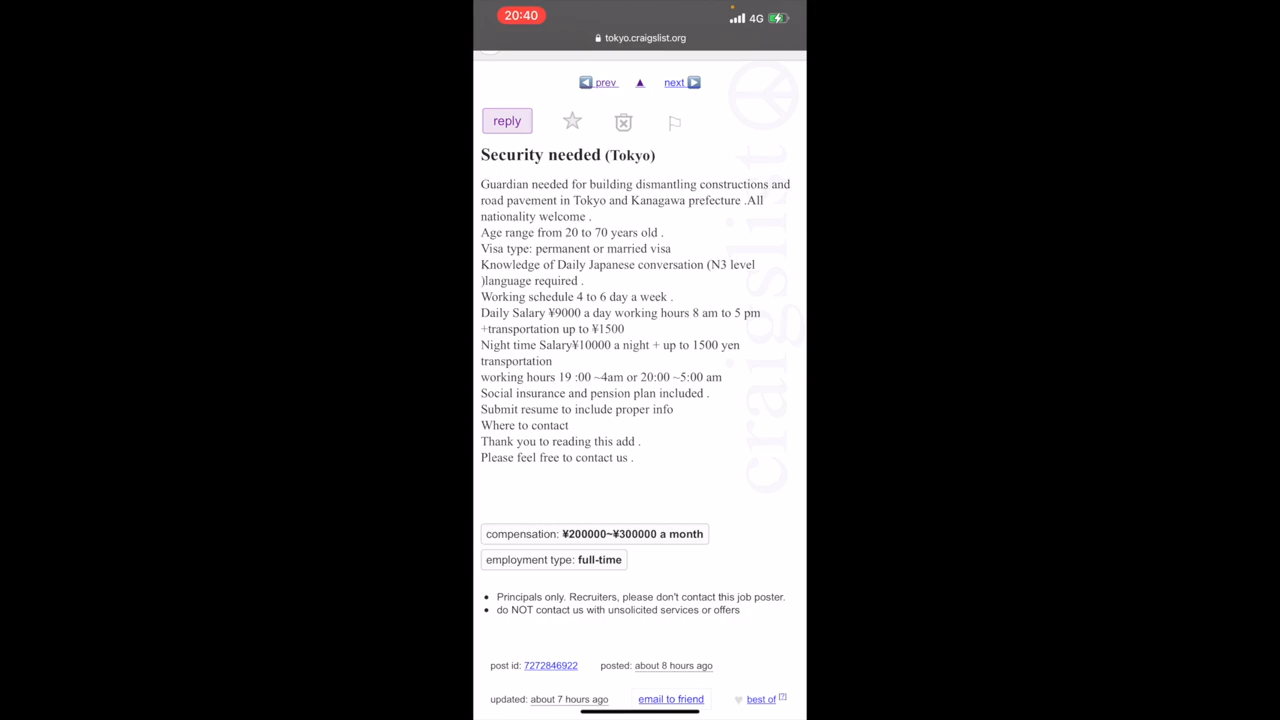 20:40
4G
tokyo.craigslist.org
prev
next
reply
Security needed (Tokyo)
Guardian needed for building dismantling constructions and
road pavement in Tokyo and Kanagawa prefecture .All
nationality welcome .
Age range from 20 to 70 years old .
Visa type: permanent or married visa
Knowledge of Daily Japanese conversation (N3 level
)language required .
Working schedule 4 to 6 day a week .
Daily Salary ¥9000 a day working hours 8 am to 5 pm
+transportation up to ¥1500
Night time Salary¥10000 a night + up to 1500 yen
transportation
working hours 19 :00 ~4am or 20:00 ~5:00 am
Social insurance and pension plan included .
Submit resume to include proper info
Where to contact
Thank you to reading this add .
Please feel free to contact us .
craigslist
compensation: ¥200000~¥300000 a month
employment type: full-time
Principals only. Recruiters, please don't contact this job poster.
do NOT contact us with unsolicited services or offers
post id: 7272846922 posted: about 8 hours ago
updated: about 7 hours ago email to friend best of [?]